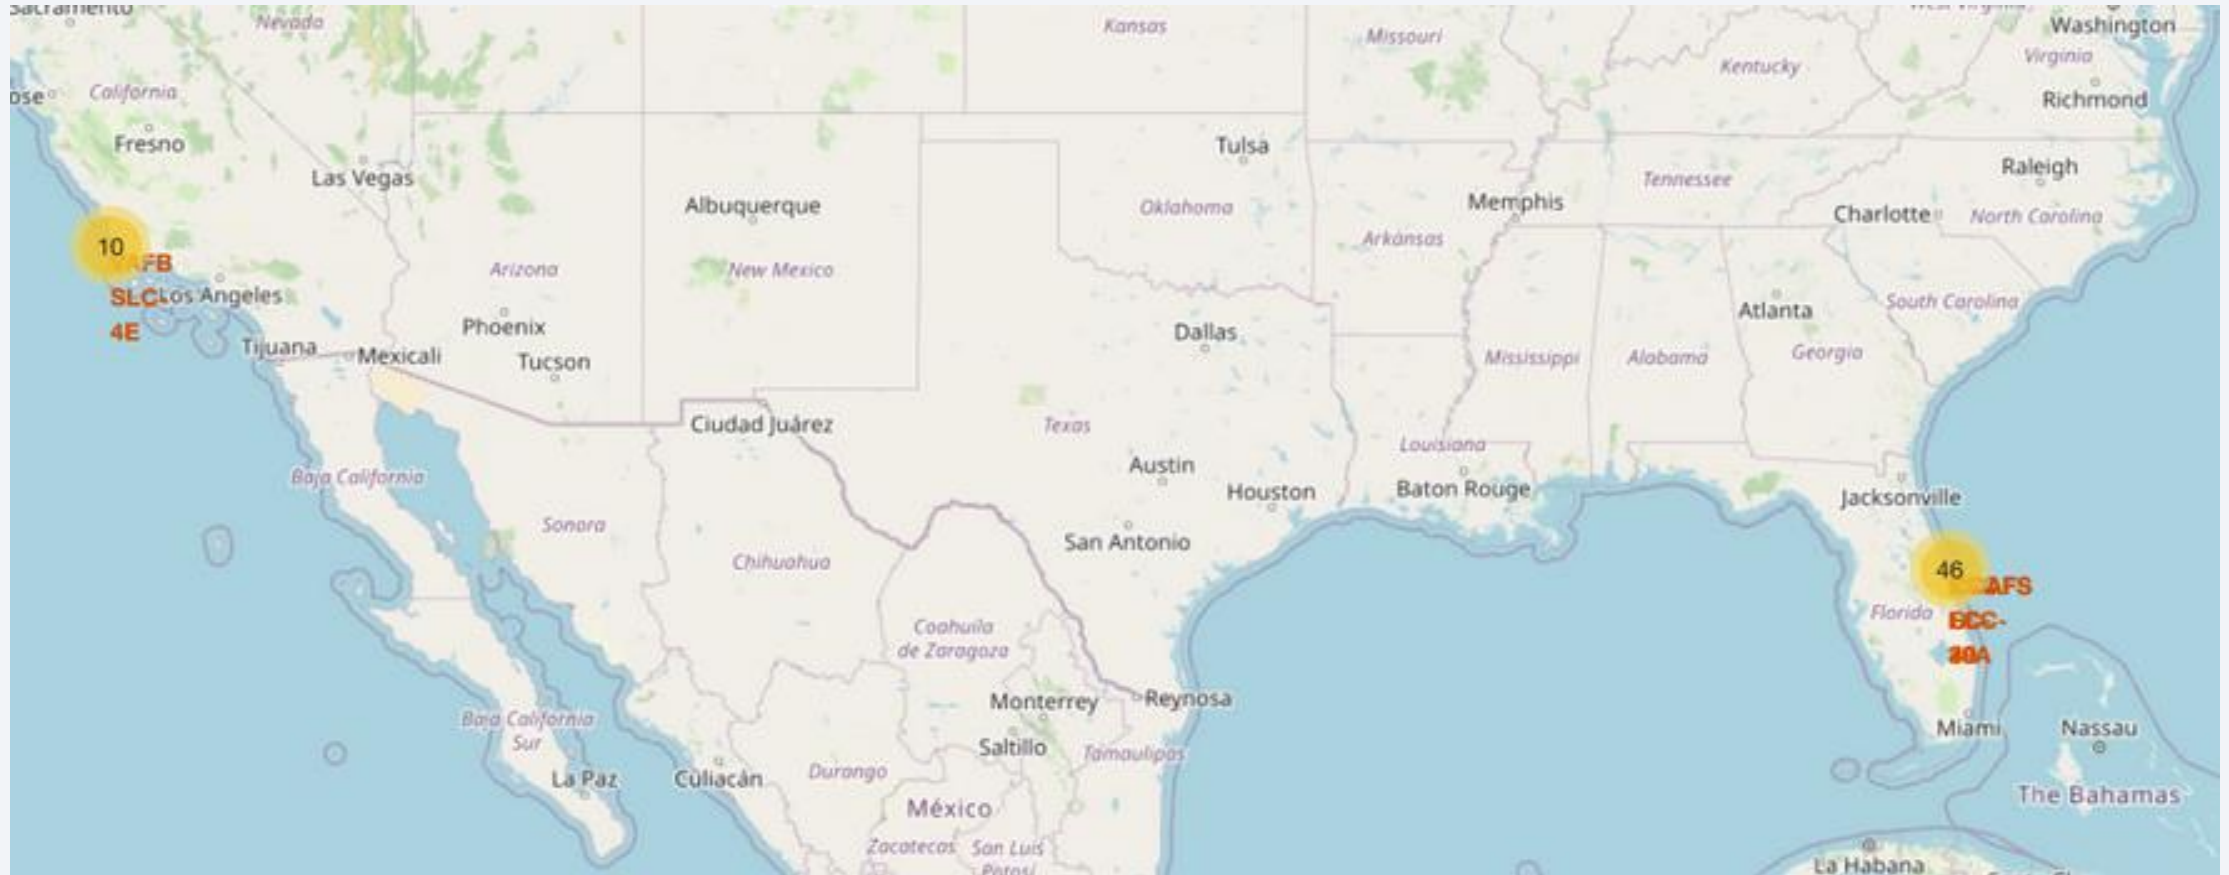 Sacramento
Nevada
Kansas
Missouri
Washington
Virginia
Kentucky
California
Richmond
Fresno
Tulsa
Raleigh
Las Vegas
Tennessee
Albuquerque
Oklahoma
Memphis
Charlotte
North Carolina
Arkansas
10
AFB
Arizona
New Mexico
SLC-
Los Angeles
4E
South Carolina
Atlanta
Phoenix
Dallas
Tijuana
Mexicali
Tucson
Mississippi
Alabama
Georgia
Ciudad Juárez
Texas
Louisiana
Austin
Baja California
Houston
Baton Rouge
Jacksonville
Sonora
San Antonio
Chihuahua
46
AFS
Florida
Coahuila
de Zaragoza
Monterrey
Reynosa
Baja California
Sur
Miami
Nassau
Saltillo
Tamaulipas
La Paz
Culiacán
Durango
México
The Bahamas
Zacatecas
San Luis
Potosí
La Habana